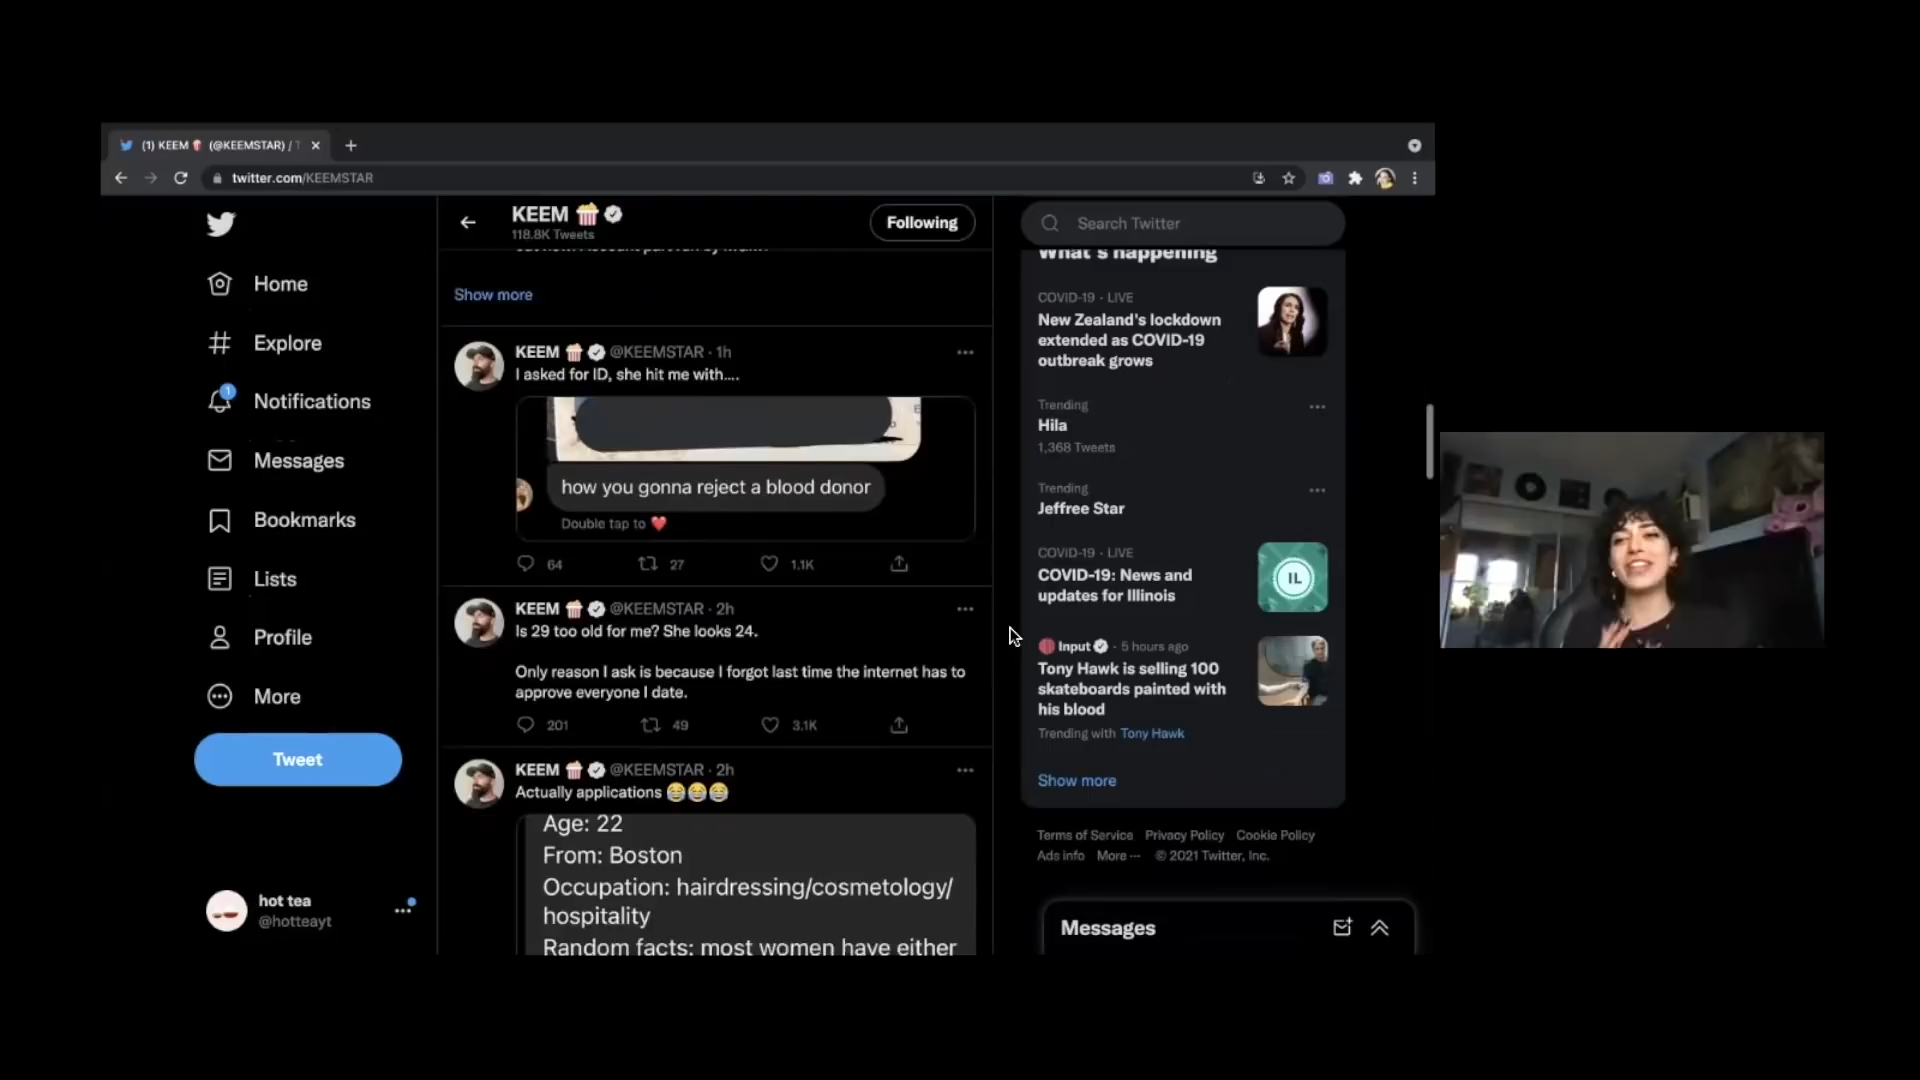 (1) KEEM 🍿 (@KEEMSTAR) / T
twitter.com/KEEMSTAR
KEEM 🍿
118.8K Tweets
Following
Search Twitter
Home
Explore
1
Notifications
Messages
Bookmarks
Lists
Profile
More
Tweet
hot tea
@hotteayt
Show more
KEEM 🍿 @KEEMSTAR · 1h
I asked for ID, she hit me with....
how you gonna reject a blood donor
Double tap to ❤️
64 27 1.1K
KEEM 🍿 @KEEMSTAR · 2h
Is 29 too old for me? She looks 24.
Only reason I ask is because I forgot last time the internet has to
approve everyone I date.
201 49 3.1K
KEEM 🍿 @KEEMSTAR · 2h
Actually applications 😂😂😂
Age: 22
From: Boston
Occupation: hairdressing/cosmetology/
hospitality
Random facts: most women have either
What's happening
COVID-19 · LIVE
New Zealand's lockdown
extended as COVID-19
outbreak grows
Trending
Hila
1,368 Tweets
Trending
Jeffree Star
COVID-19 · LIVE
COVID-19: News and
updates for Illinois
IL
Input · 5 hours ago
Tony Hawk is selling 100
skateboards painted with
his blood
Trending with Tony Hawk
Show more
Terms of Service Privacy Policy Cookie Policy
Ads info More ··· © 2021 Twitter, Inc.
Messages